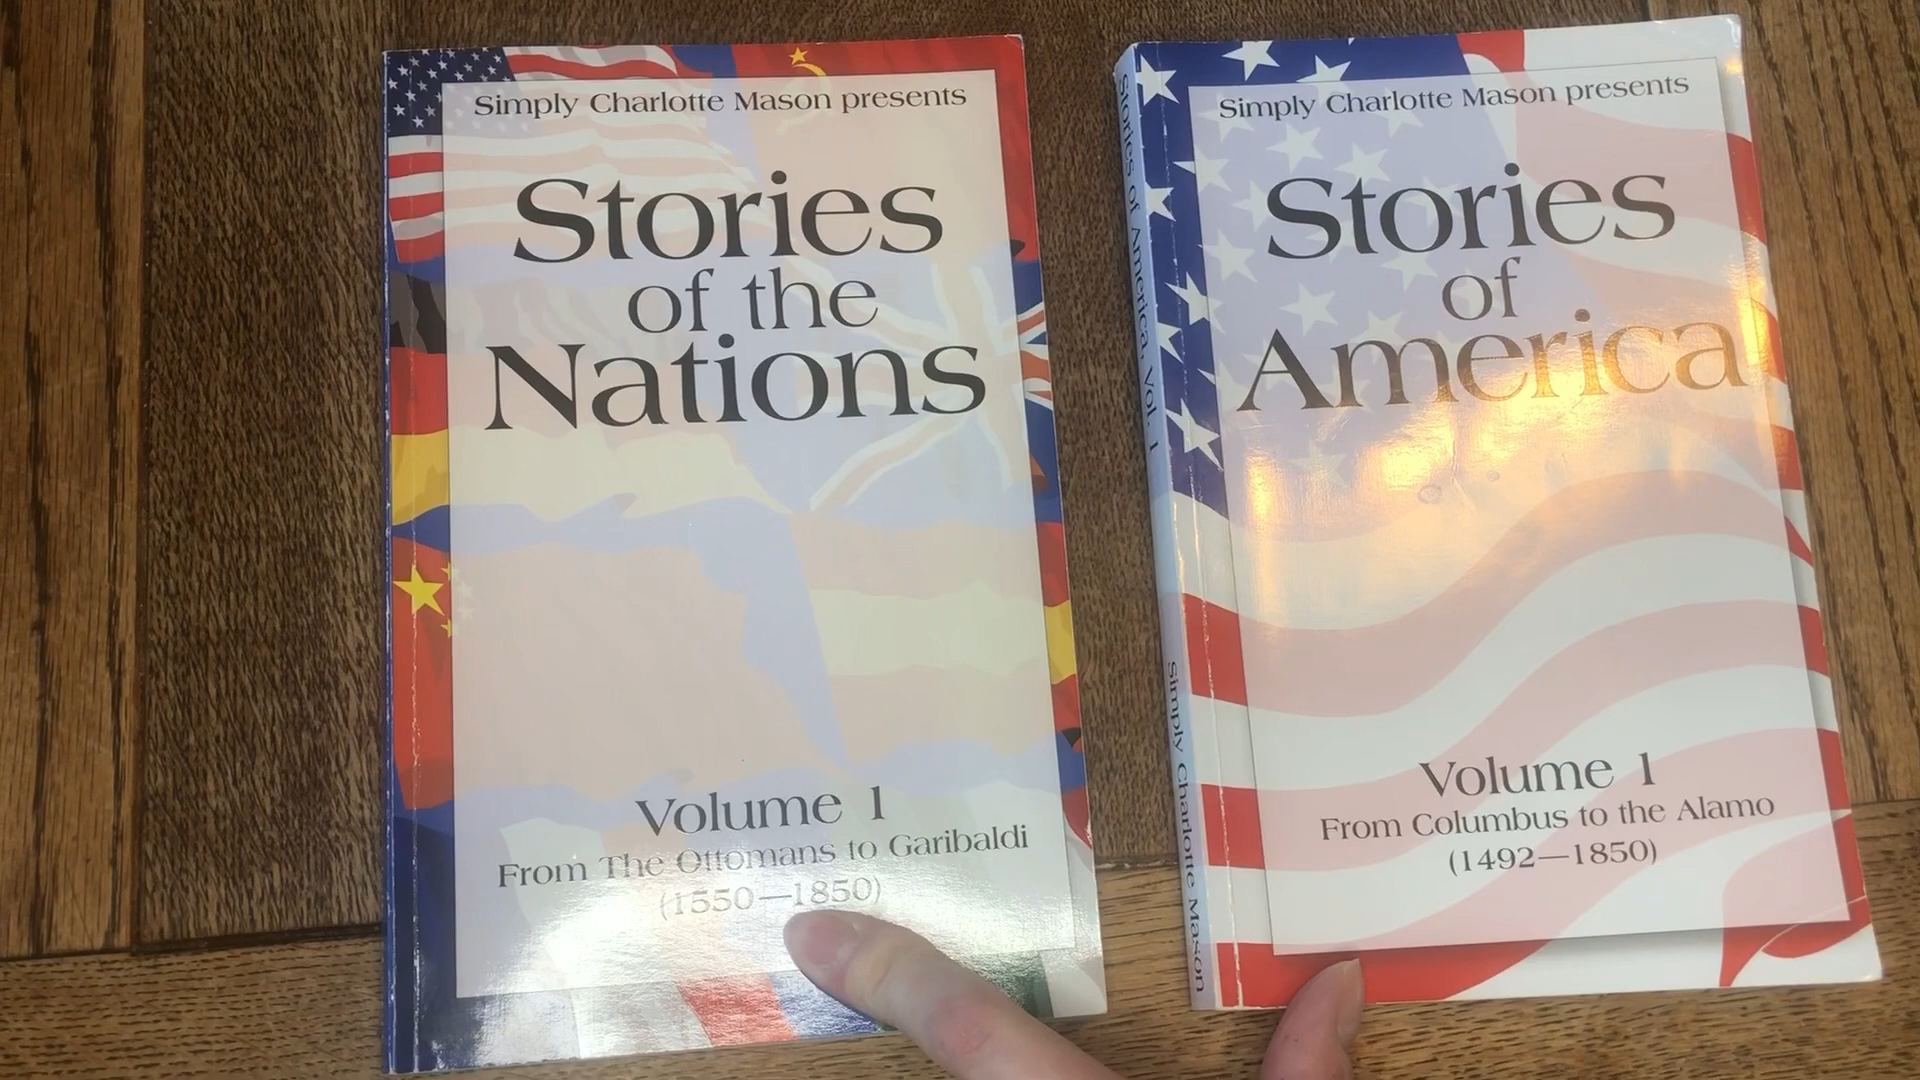 Simply Charlotte Mason presents
Stories
of the
Nations
Volume 1
From The Ottomans to Garibaldi
(1550—1850)
Stories of America, Vol. 1
Simply Charlotte Mason
Simply Charlotte Mason presents
Stories
of
America
Volume 1
From Columbus to the Alamo
(1492—1850)